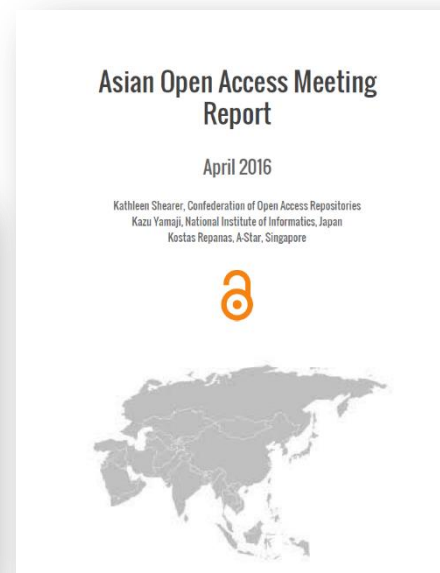 Asian Open Access Meeting
Report
April 2016
Kathleen Shearer, Confederation of Open Access Repositories
Kazu Yamaji, National Institute of Informatics, Japan
Kostas Repanas, A-Star, Singapore